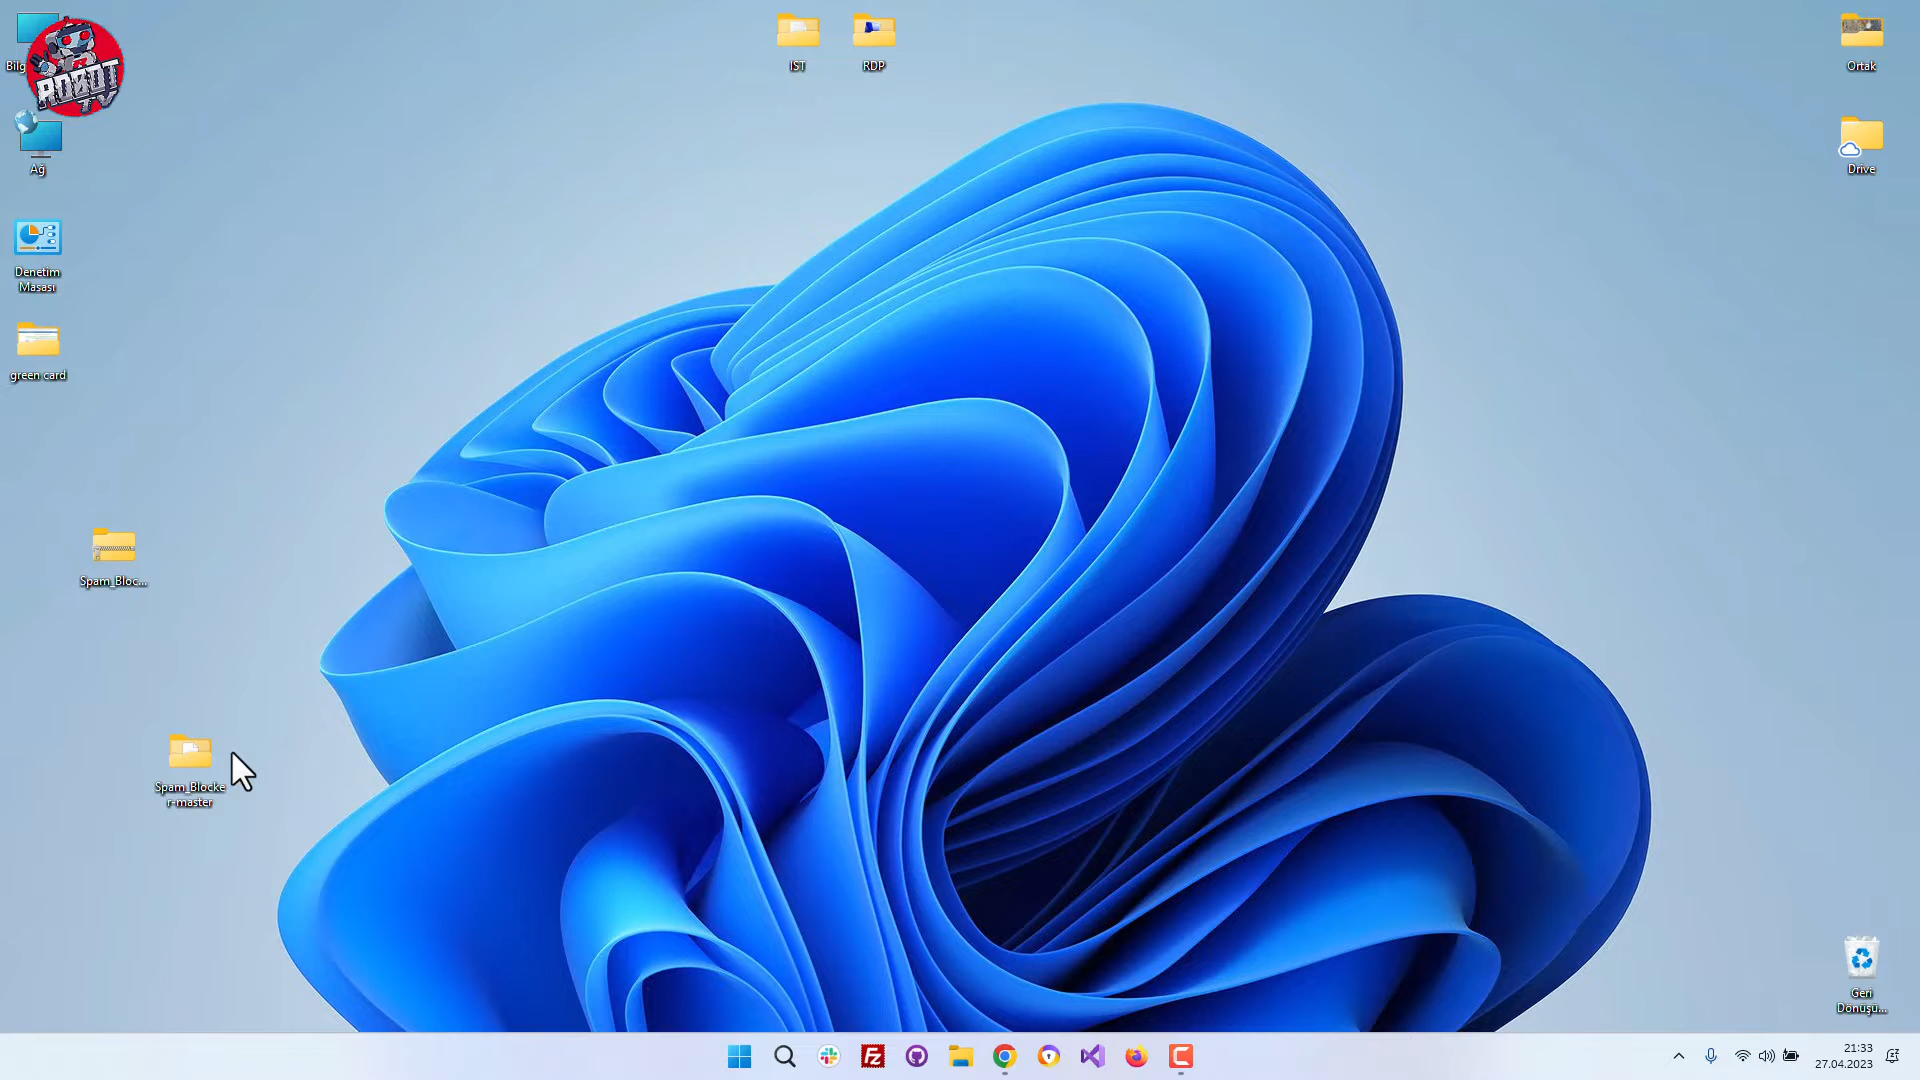 Bilg
ROBOT
TV
Ağ
Denetim
Masası
green card
Spam_Bloc...
Spam_Blocke
r-master
IST
RDP
Ortak
Drive
Geri
Dönüşü...
21:33
27.04.2023